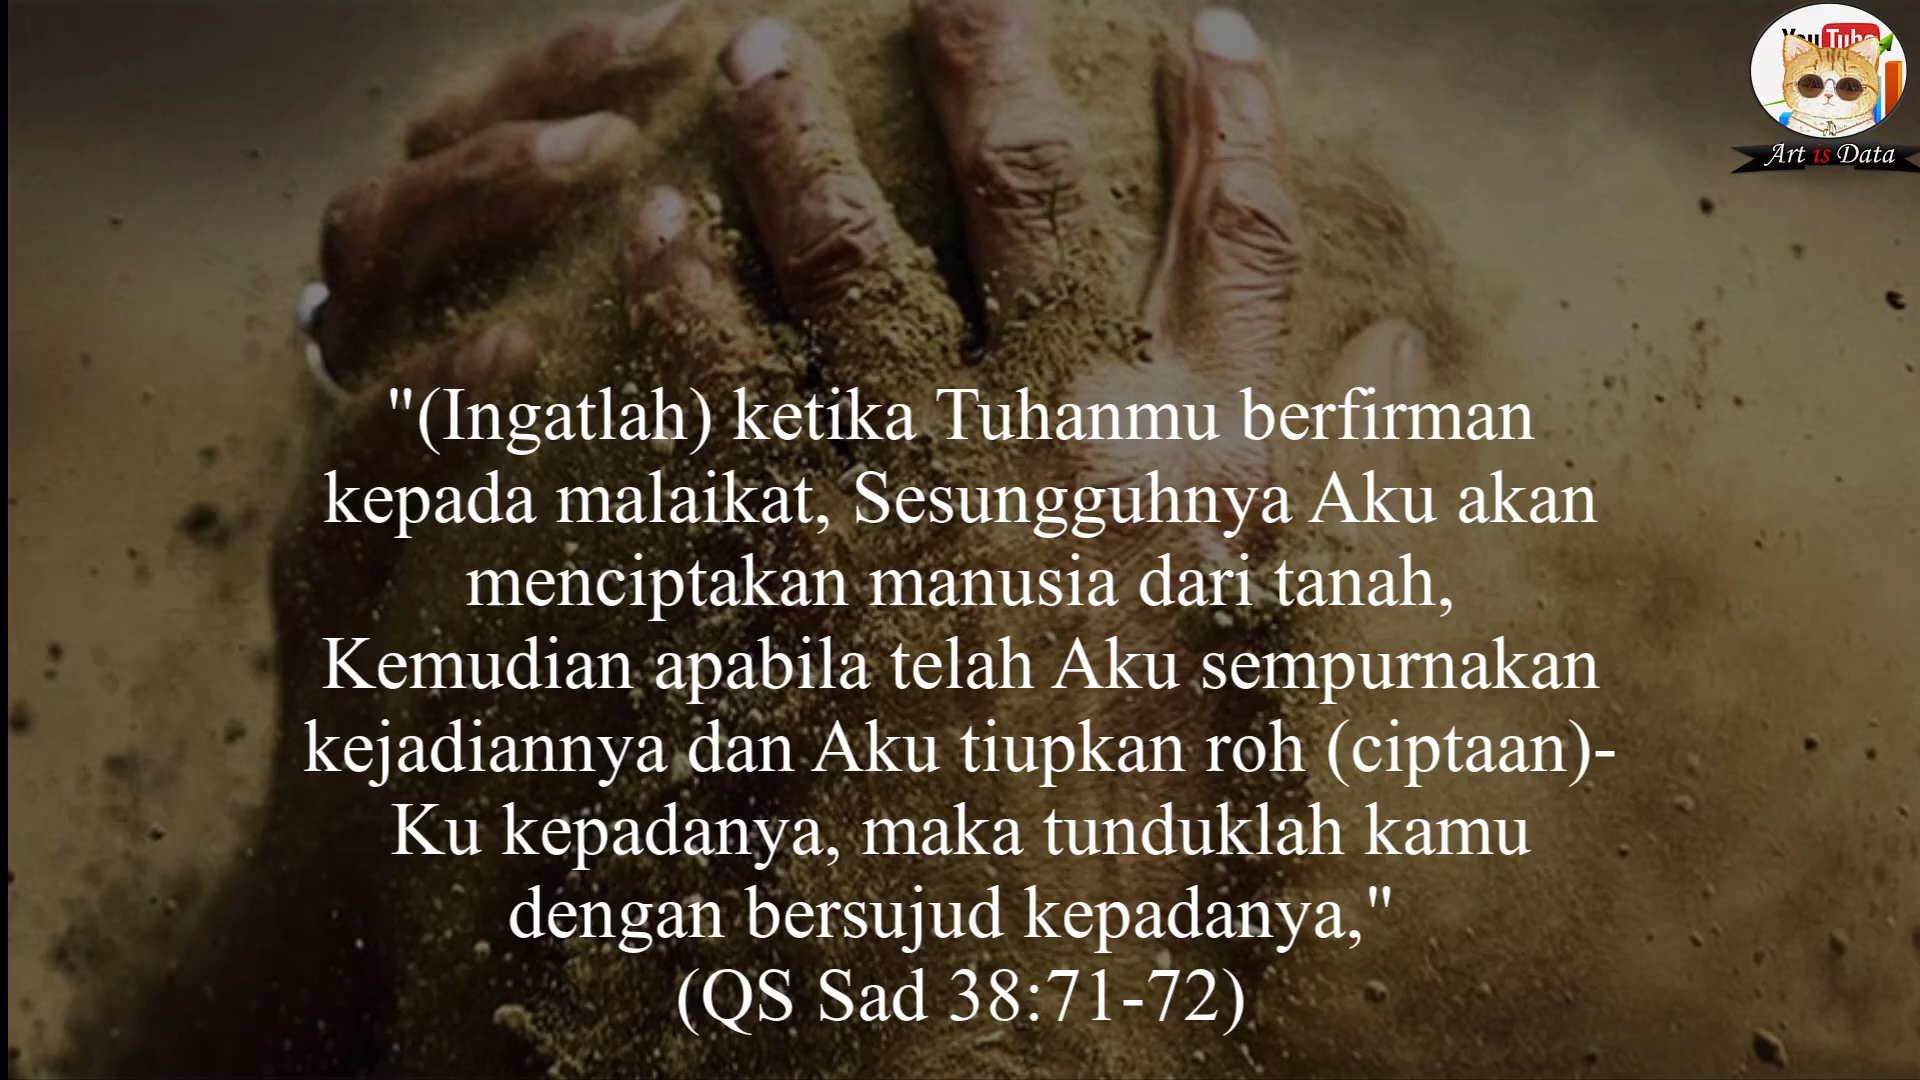 You Tube
Art is Data
"(Ingatlah) ketika Tuhanmu berfirman
kepada malaikat, Sesungguhnya Aku akan
menciptakan manusia dari tanah,
Kemudian apabila telah Aku sempurnakan
kejadiannya dan Aku tiupkan roh (ciptaan)-
Ku kepadanya, maka tunduklah kamu
dengan bersujud kepadanya,"
(QS Sad 38:71-72)